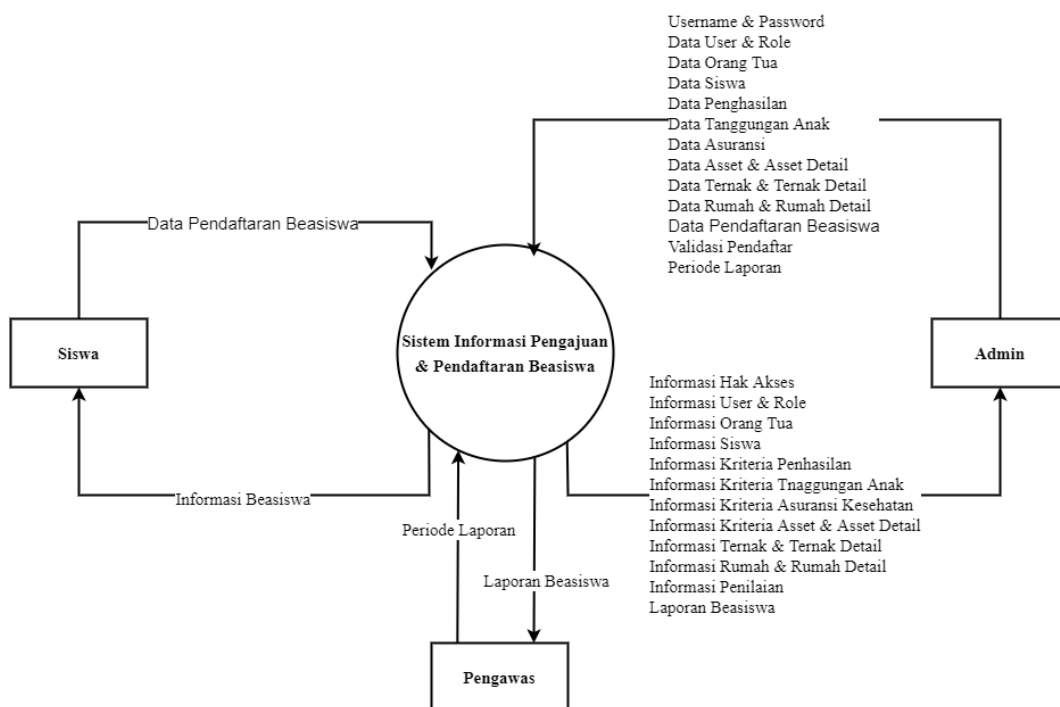 Username & Password
Data User & Role
Data Orang Tua
Data Siswa
Data Penghasilan
Data Tanggungan Anak
Data Asuransi
Data Asset & Asset Detail
Data Ternak & Ternak Detail
Data Rumah & Rumah Detail
Data Pendaftaran Beasiswa
Validasi Pendaftar
Periode Laporan
Data Pendaftaran Beasiswa
Siswa
Sistem Informasi Pengajuan
& Pendaftaran Beasiswa
Admin
Informasi Beasiswa
Informasi Hak Akses
Informasi User & Role
Informasi Orang Tua
Informasi Siswa
Informasi Kriteria Penhasilan
Informasi Kriteria Tnaggungan Anak
Informasi Kriteria Asuransi Kesehatan
Informasi Kriteria Asset & Asset Detail
Informasi Ternak & Ternak Detail
Informasi Rumah & Rumah Detail
Informasi Penilaian
Laporan Beasiswa
Periode Laporan
Laporan Beasiswa
Pengawas